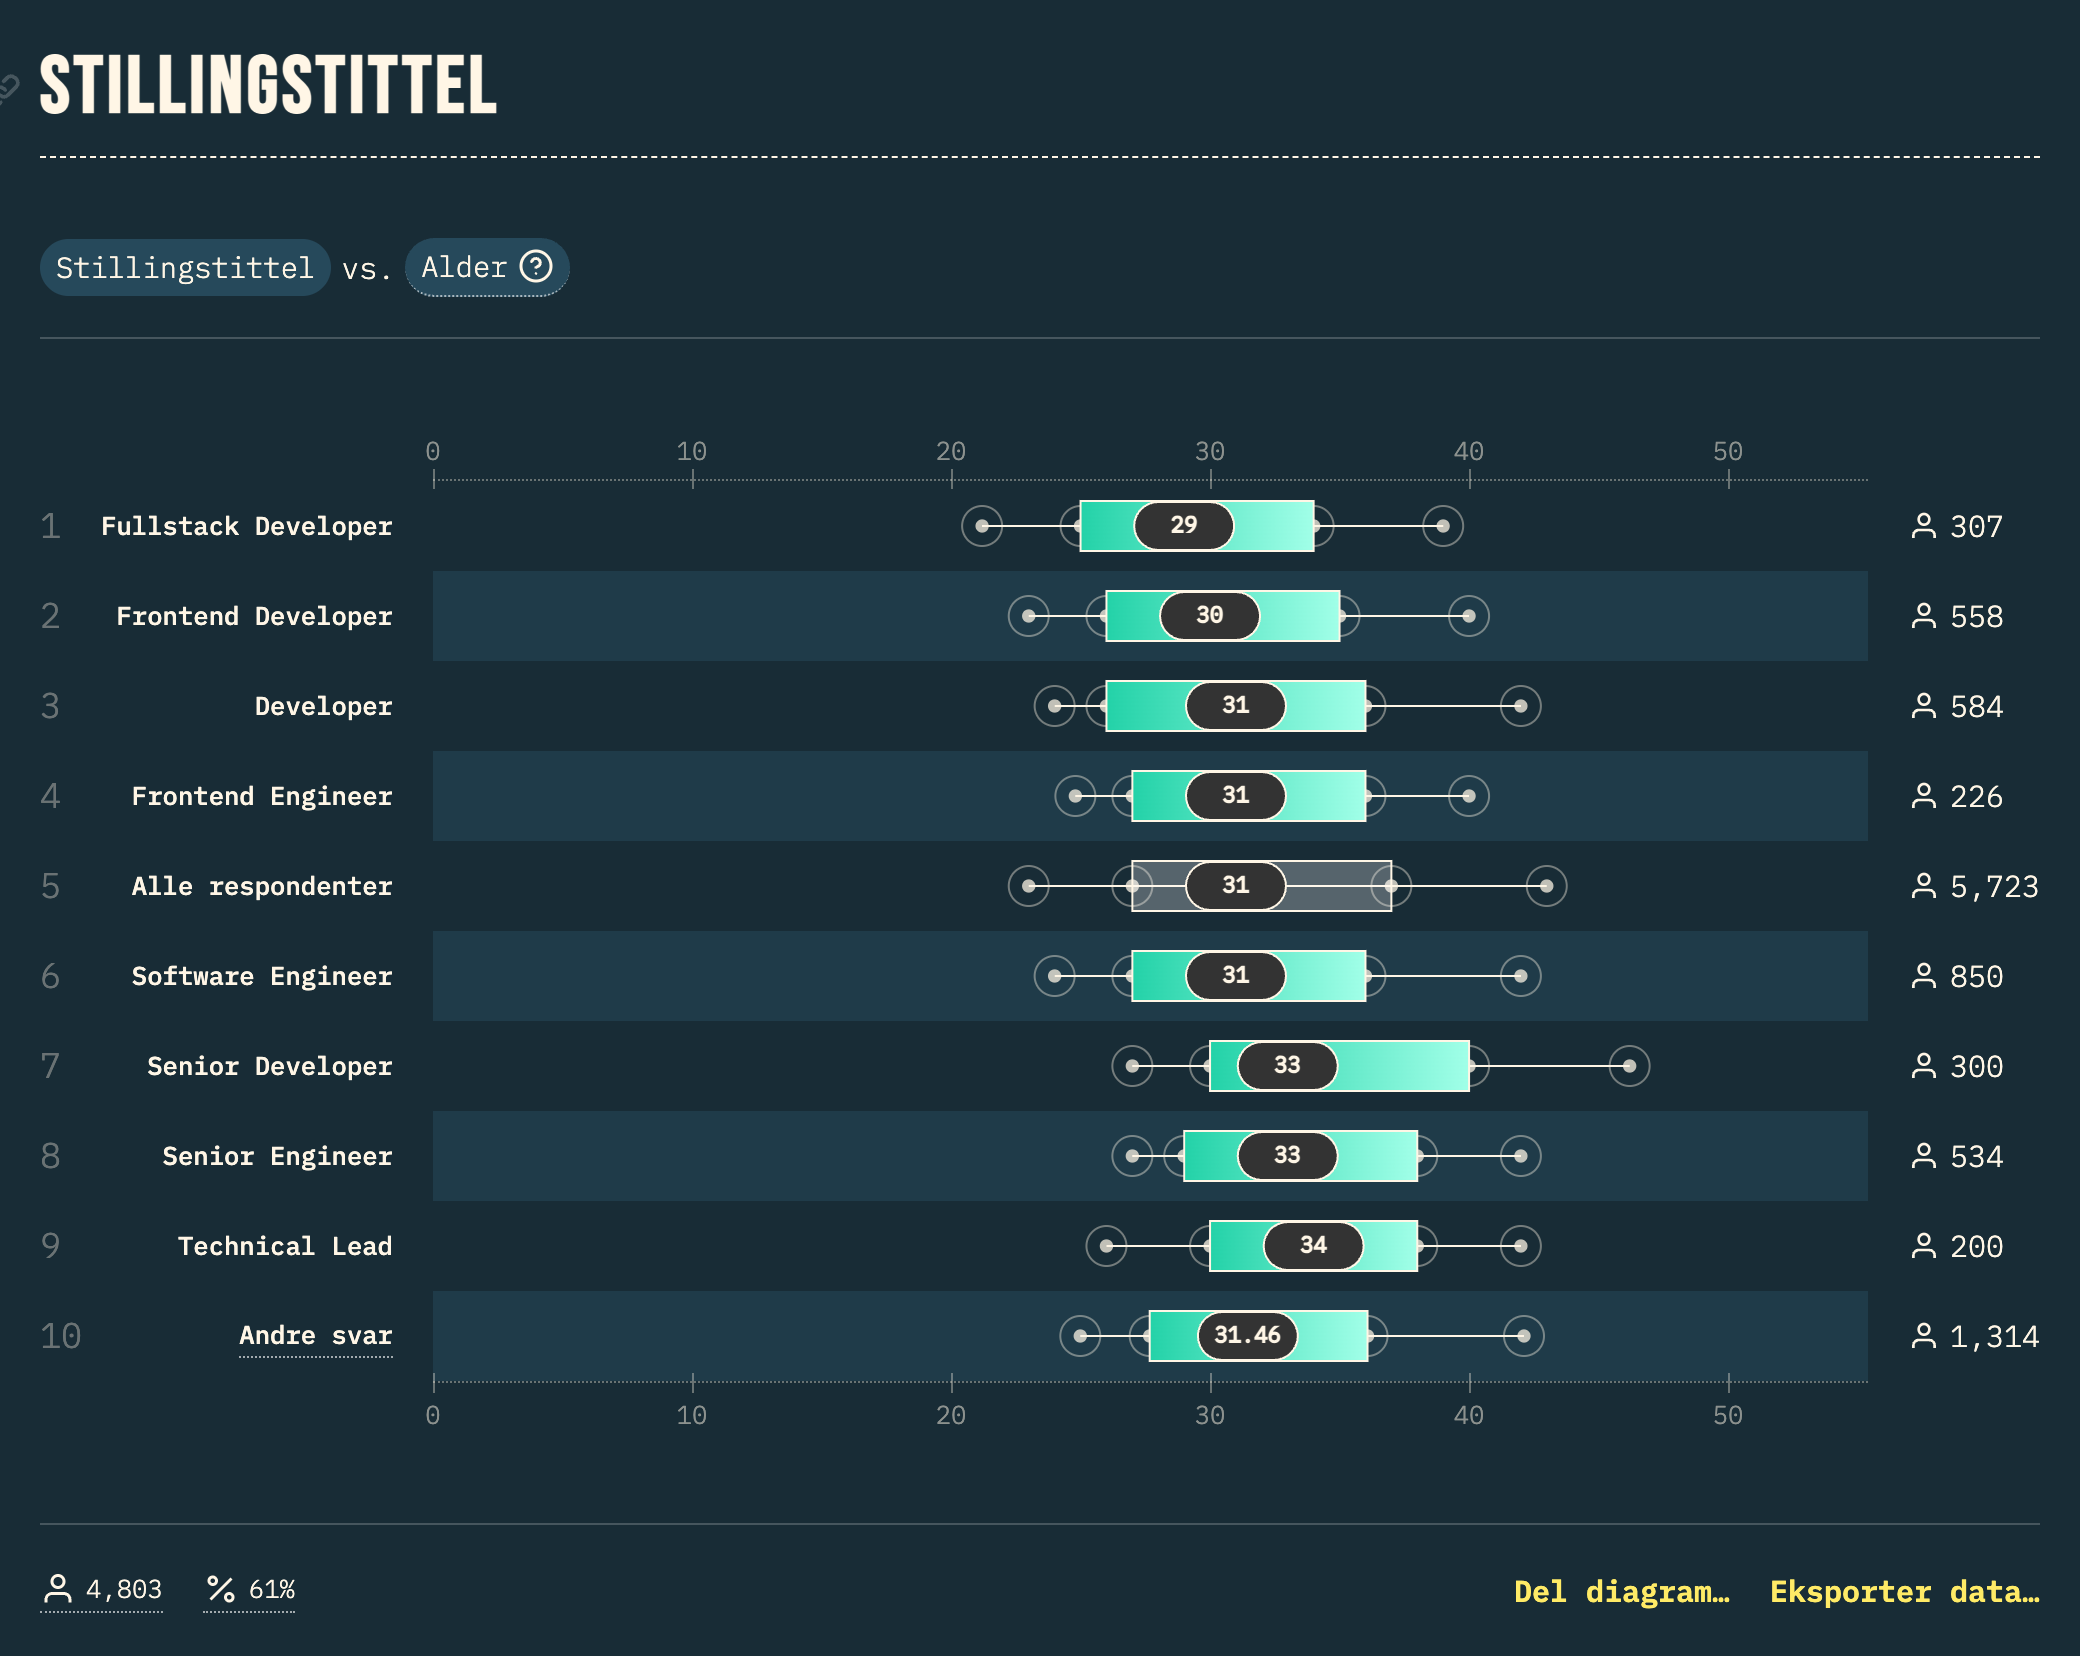 STILLINGSTITTEL
Stillingstittel vs. Alder ?
0 10 20 30 40 50
1 Fullstack Developer 29 307
2 Frontend Developer 30 558
3 Developer 31 584
4 Frontend Engineer 31 226
5 Alle respondenter 31 5,723
6 Software Engineer 31 850
7 Senior Developer 33 300
8 Senior Engineer 33 534
9 Technical Lead 34 200
10 Andre svar 31.46 1,314
0 10 20 30 40 50
4,803 % 61% Del diagram… Eksporter data…